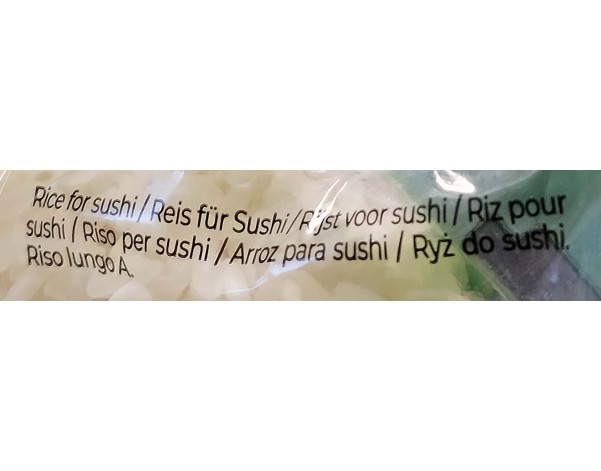 Rice for sushi / Reis für Sushi / Rijst voor sushi / Riz pour
sushi / Riso per sushi / Arroz para sushi / Ryż do sushi.
Riso lungo A.